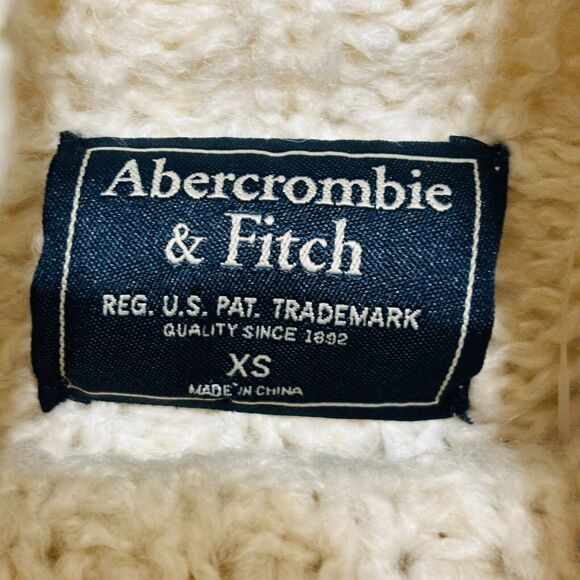 Abercrombie
& Fitch
REG. U.S. PAT. TRADEMARK
QUALITY SINCE 1892
XS
MADE IN CHINA